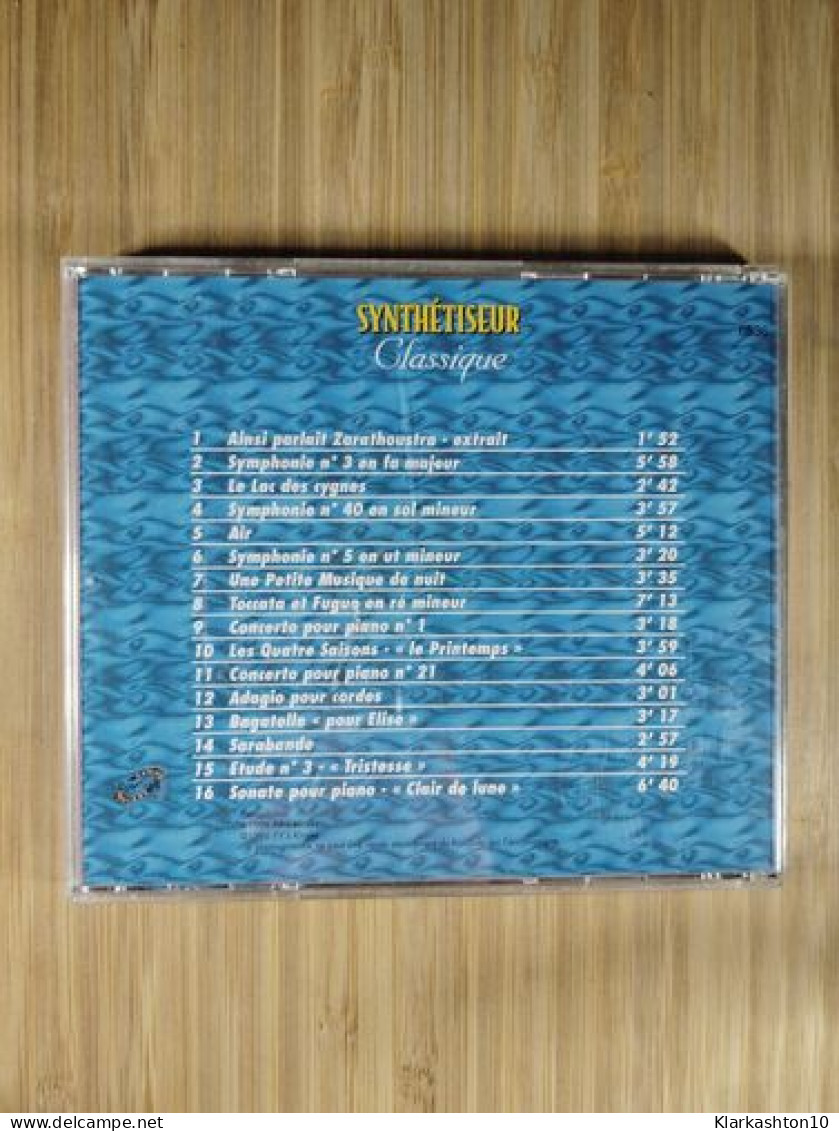 SYNTHÉTISEUR
Classique
1 Ainsi parlait Zarathoustra - extrait 1' 52
2 Symphonie n° 3 en fa majeur 5' 58
3 Le Lac des cygnes 2' 42
4 Symphonie n° 40 en sol mineur 3' 57
5 Air 5' 12
6 Symphonie n° 5 en ut mineur 3' 20
7 Une Petite Musique de nuit 3' 35
8 Toccata et Fugue en ré mineur 7' 13
9 Concerto pour piano n° 1 3' 18
10 Les Quatre Saisons - « le Printemps » 3' 59
11 Concerto pour piano n° 21 4' 06
12 Adagio pour cordes 3' 01
13 Bagatelle « pour Elise » 3' 17
14 Sarabande 2' 57
15 Etude n° 3 - « Tristesse » 4' 19
16 Sonate pour piano - « Clair de lune » 6' 40
Klarkashton10